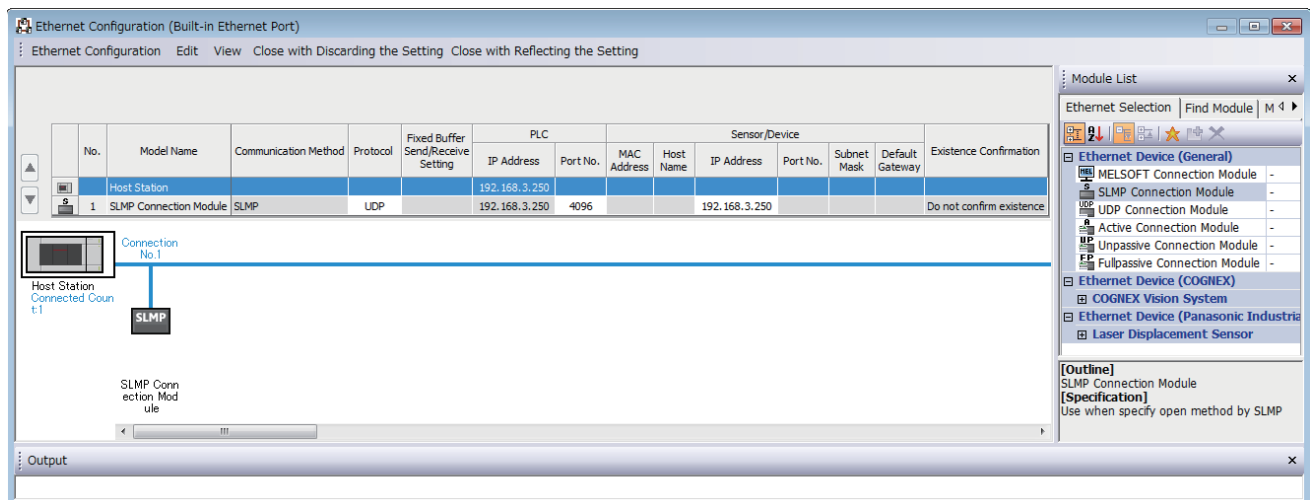 Ethernet Configuration (Built-in Ethernet Port)
Ethernet Configuration Edit View Close with Discarding the Setting Close with Reflecting the Setting
Module List
Ethernet Selection Find Module M
No. Model Name Communication Method Protocol Fixed Buffer Send/Receive Setting PLC IP Address Port No. Sensor/Device MAC Address Host Name IP Address Port No. Subnet Mask Default Gateway Existence Confirmation
Host Station 192.168.3.250
1 SLMP Connection Module SLMP UDP 192.168.3.250 4096 192.168.3.250 Do not confirm existence
Connection
No.1
Host Station
Connected Coun
t:1
SLMP
SLMP Conn
ection Mod
ule
Ethernet Device (General)
MELSOFT Connection Module -
SLMP Connection Module -
UDP Connection Module -
Active Connection Module -
Unpassive Connection Module -
Fullpassive Connection Module -
Ethernet Device (COGNEX)
COGNEX Vision System
Ethernet Device (Panasonic Industria
Laser Displacement Sensor
[Outline]
SLMP Connection Module
[Specification]
Use when specify open method by SLMP
Output